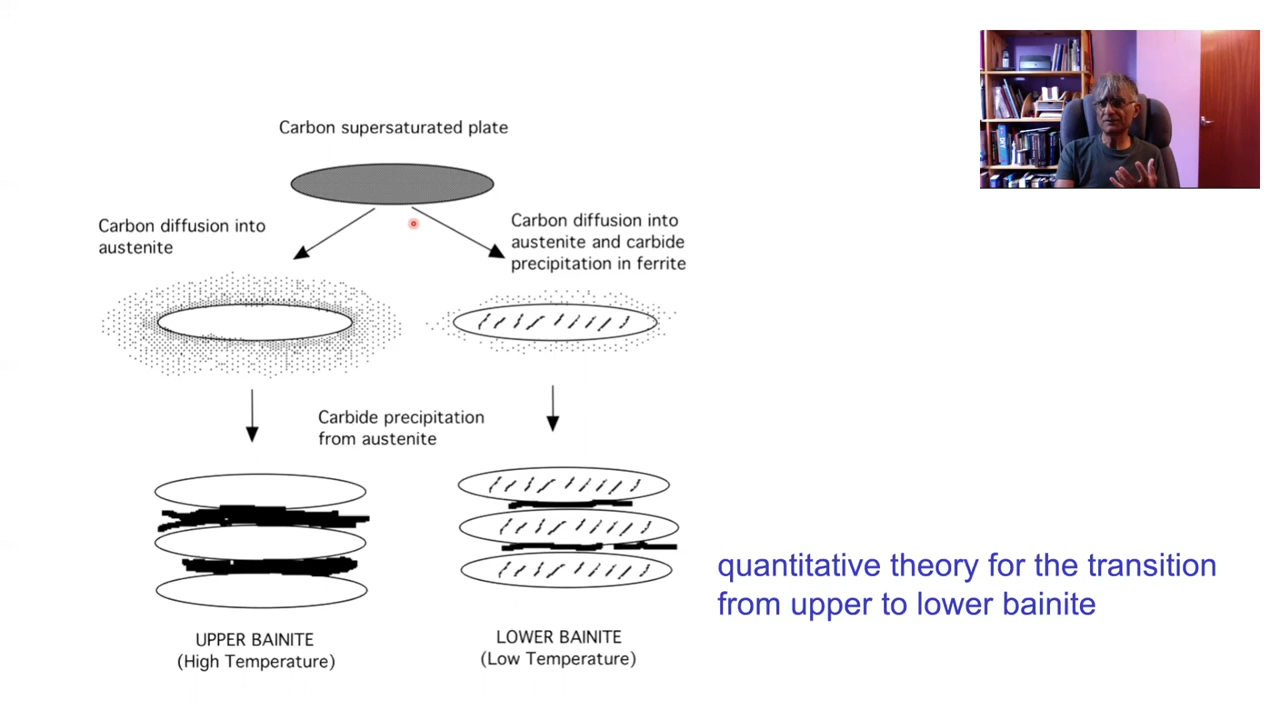 Carbon supersaturated plate
Carbon diffusion into
austenite
Carbon diffusion into
austenite and carbide
precipitation in ferrite
Carbide precipitation
from austenite
UPPER BAINITE
(High Temperature)
LOWER BAINITE
(Low Temperature)
quantitative theory for the transition
from upper to lower bainite